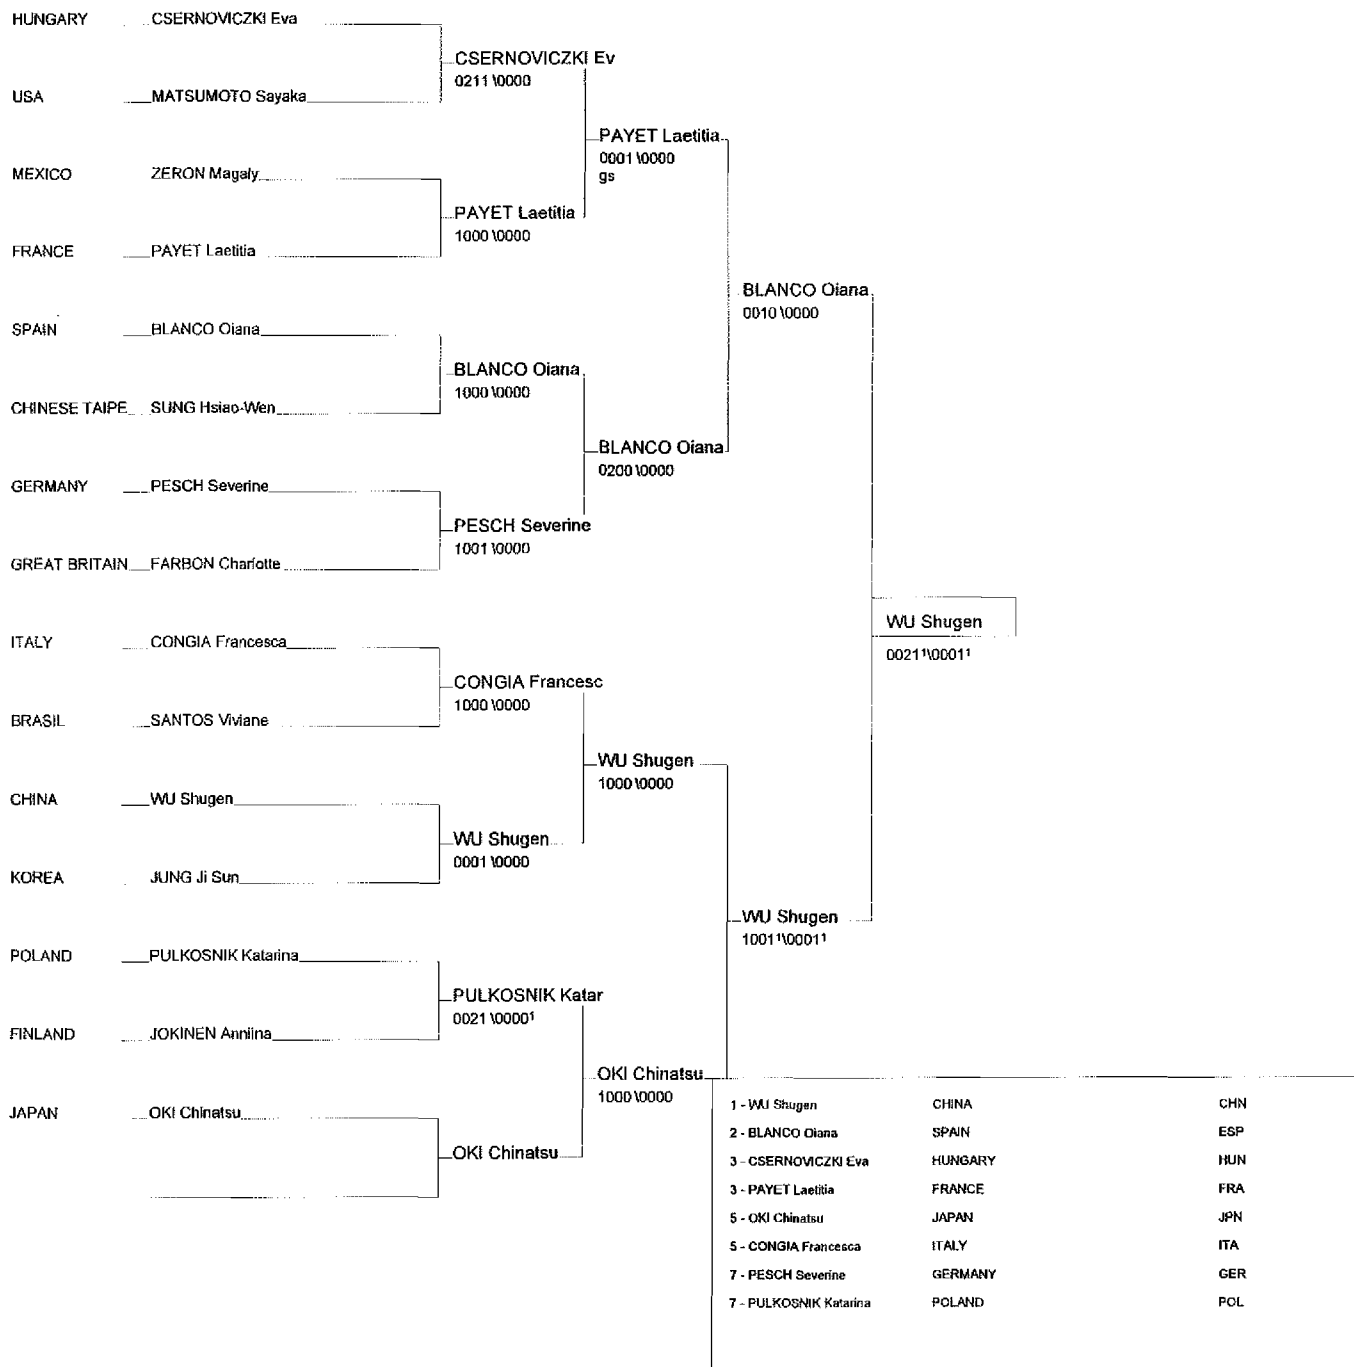 HUNGARY CSERNOVICZKI Eva
CSERNOVICZKI Ev
0211\0000
USA MATSUMOTO Sayaka
PAYET Laetitia
0001\0000
gs
MEXICO ZERON Magaly
PAYET Laetitia
1000\0000
FRANCE PAYET Laetitia
BLANCO Oiana
0010\0000
SPAIN BLANCO Oiana
BLANCO Oiana
1000\0000
CHINESE TAIPE SUNG Hsiao-Wen
BLANCO Oiana
0200\0000
GERMANY PESCH Severine
PESCH Severine
1001\0000
GREAT BRITAIN FARBON Charlotte
WU Shugen
0021¹\0001¹
ITALY CONGIA Francesca
CONGIA Francesc
1000\0000
BRASIL SANTOS Viviane
WU Shugen
1000\0000
CHINA WU Shugen
WU Shugen
0001\0000
KOREA JUNG Ji Sun
WU Shugen
1001¹\0001¹
POLAND PULKOSNIK Katarina
PULKOSNIK Katar
0021\0000¹
FINLAND JOKINEN Anniina
OKI Chinatsu
1000\0000
JAPAN OKI Chinatsu
OKI Chinatsu
1 - WU Shugen CHINA CHN
2 - BLANCO Oiana SPAIN ESP
3 - CSERNOVICZKI Eva HUNGARY HUN
3 - PAYET Laetitia FRANCE FRA
5 - OKI Chinatsu JAPAN JPN
5 - CONGIA Francesca ITALY ITA
7 - PESCH Severine GERMANY GER
7 - PULKOSNIK Katarina POLAND POL